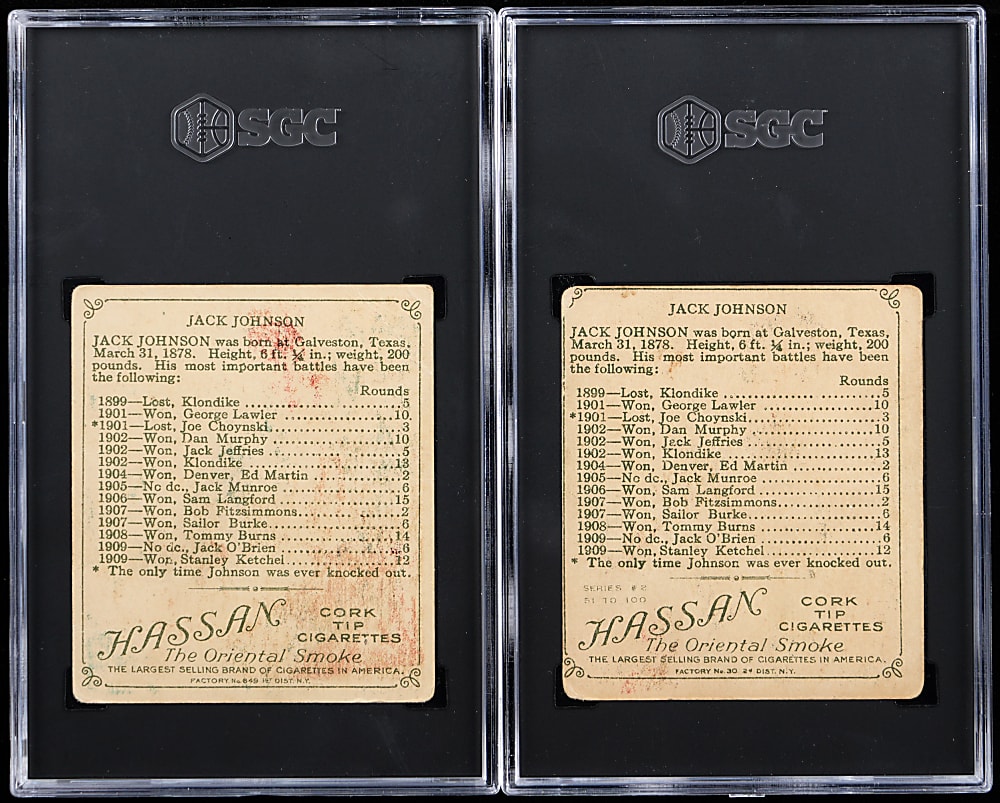 SGC
JACK JOHNSON
JACK JOHNSON was born at Galveston, Texas,
March 31, 1878. Height, 6 ft. ¼ in.; weight, 200
pounds. His most important battles have been
the following:
Rounds
1899—Lost, Klondike ........................ 5
1901—Won, George Lawler ................ 10
*1901—Lost, Joe Choynski .................. 3
1902—Won, Dan Murphy .................. 10
1902—Won, Jack Jeffries .................. 5
1902—Won, Klondike ...................... 13
1904—Won, Denver, Ed Martin .......... 2
1905—No dc., Jack Munroe .............. 6
1906—Won, Sam Langford ................ 15
1907—Won, Bob Fitzsimmons............ 2
1907—Won, Sailor Burke.................. 6
1908—Won, Tommy Burns ................ 14
1909—No dc., Jack O'Brien .............. 6
1909—Won, Stanley Ketchel.............. 12
* The only time Johnson was ever knocked out.
HASSAN CORK
TIP
CIGARETTES
The Oriental Smoke
THE LARGEST SELLING BRAND OF CIGARETTES IN AMERICA.
FACTORY No. 649 1st DIST. N.Y.
SGC
JACK JOHNSON
JACK JOHNSON was born at Galveston, Texas,
March 31, 1878. Height, 6 ft. ¼ in.; weight, 200
pounds. His most important battles have been
the following:
Rounds
1899—Lost, Klondike ........................ 5
1901—Won, George Lawler ................ 10
*1901—Lost, Joe Choynski .................. 3
1902—Won, Dan Murphy .................. 10
1902—Won, Jack Jeffries .................. 5
1902—Won, Klondike ...................... 13
1904—Won, Denver, Ed Martin .......... 2
1905—No dc., Jack Munroe .............. 6
1906—Won, Sam Langford ................ 15
1907—Won, Bob Fitzsimmons............ 2
1907—Won, Sailor Burke.................. 6
1908—Won, Tommy Burns ................ 14
1909—No dc., Jack O'Brien .............. 6
1909—Won, Stanley Ketchel .............. 12
* The only time Johnson was ever knocked out.
SERIES #2
51 TO 100
HASSAN CORK
TIP
CIGARETTES
The Oriental Smoke
THE LARGEST SELLING BRAND OF CIGARETTES IN AMERICA.
FACTORY No. 30 2d DIST. N.Y.